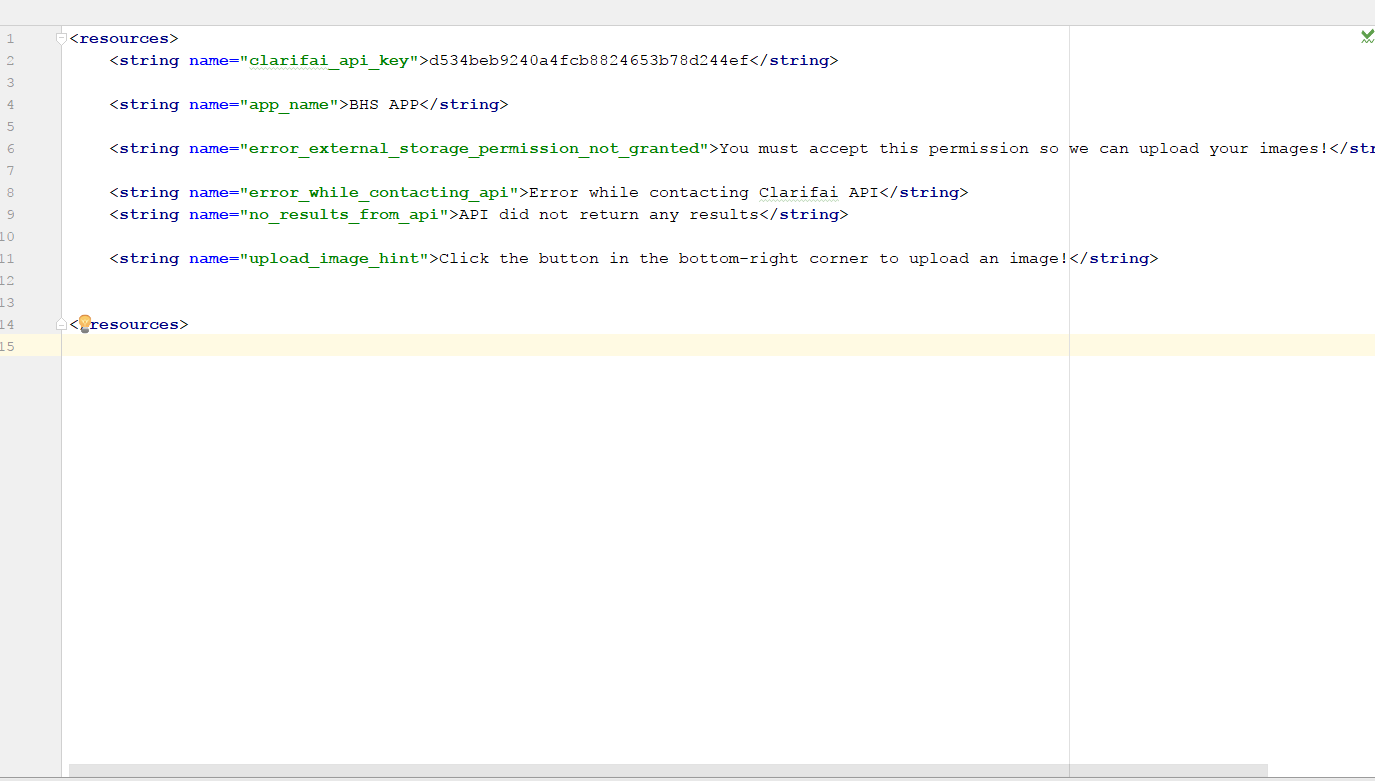 1 <resources>
2 <string name="clarifai_api_key">d534beb9240a4fcb8824653b78d244ef</string>
3
4 <string name="app_name">BHS APP</string>
5
6 <string name="error_external_storage_permission_not_granted">You must accept this permission so we can upload your images!</str
7
8 <string name="error_while_contacting_api">Error while contacting Clarifai API</string>
9 <string name="no_results_from_api">API did not return any results</string>
10
11 <string name="upload_image_hint">Click the button in the bottom-right corner to upload an image!</string>
12
13
14 <resources>
15